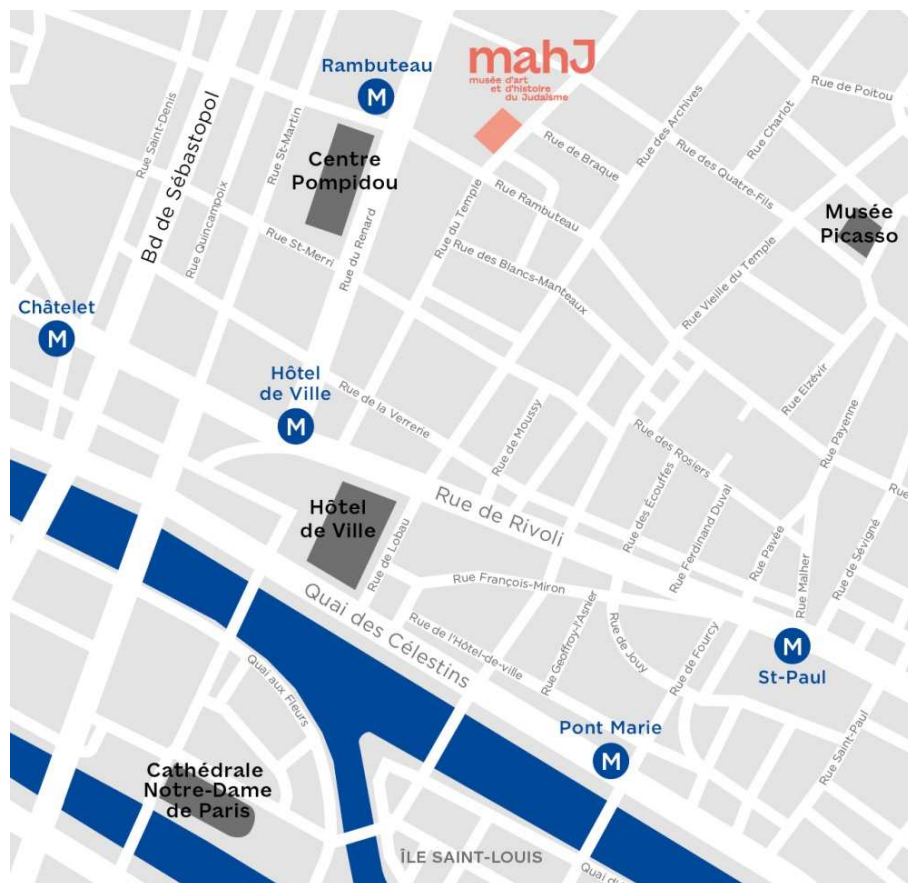 mahJ
musée d'art
et d'histoire
du Judaïsme
Rambuteau
M
Rue de Poitou
Rue Saint-Denis
Bd de Sébastopol
Rue St-Martin
Rue des Archives
Rue Charlot
Centre
Pompidou
Rue de Braque
Rue des Quatre-Fils
Rue Quincampoix
Rue St-Merri
Rue du Renard
Rue du Temple
Rue Rambuteau
Musée
Picasso
Rue des Blancs-Manteaux
Rue Vieille du Temple
Châtelet
M
Hôtel
de Ville
M
Rue de la Verrerie
Rue de Moussy
Rue des Rosiers
Rue Elzévir
Rue Payenne
Rue
Hôtel
de Ville
Rue de Lobau
Rue de Rivoli
Rue des Écouffes
Rue Ferdinand Duval
Rue Pavée
Rue Malher
Rue de Sévigné
Rue François-Miron
Quai des Célestins
Rue de l'Hôtel-de-ville
Rue Geoffroy-l'Asnier
Rue de Jouy
Rue de Fourcy
M
St-Paul
Quai aux Fleurs
Pont Marie
M
Rue Saint-Paul
Cathédrale
Notre-Dame
de Paris
ÎLE SAINT-LOUIS
Quai d